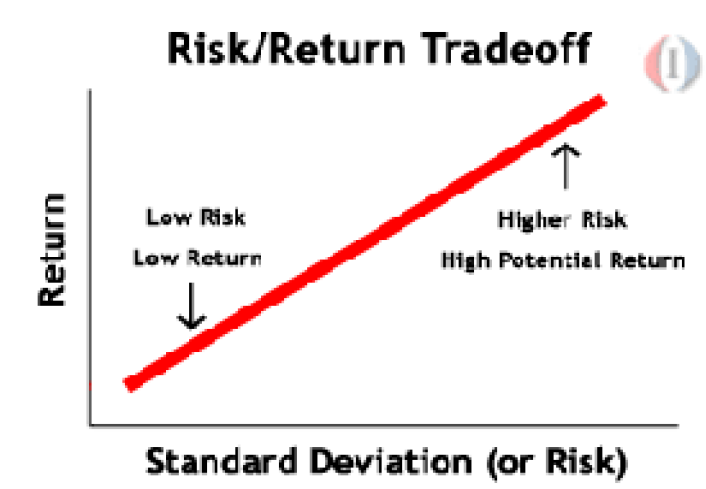 Risk/Return Tradeoff
I
Return
Low Risk
Low Return
Higher Risk
High Potential Return
Standard Deviation (or Risk)